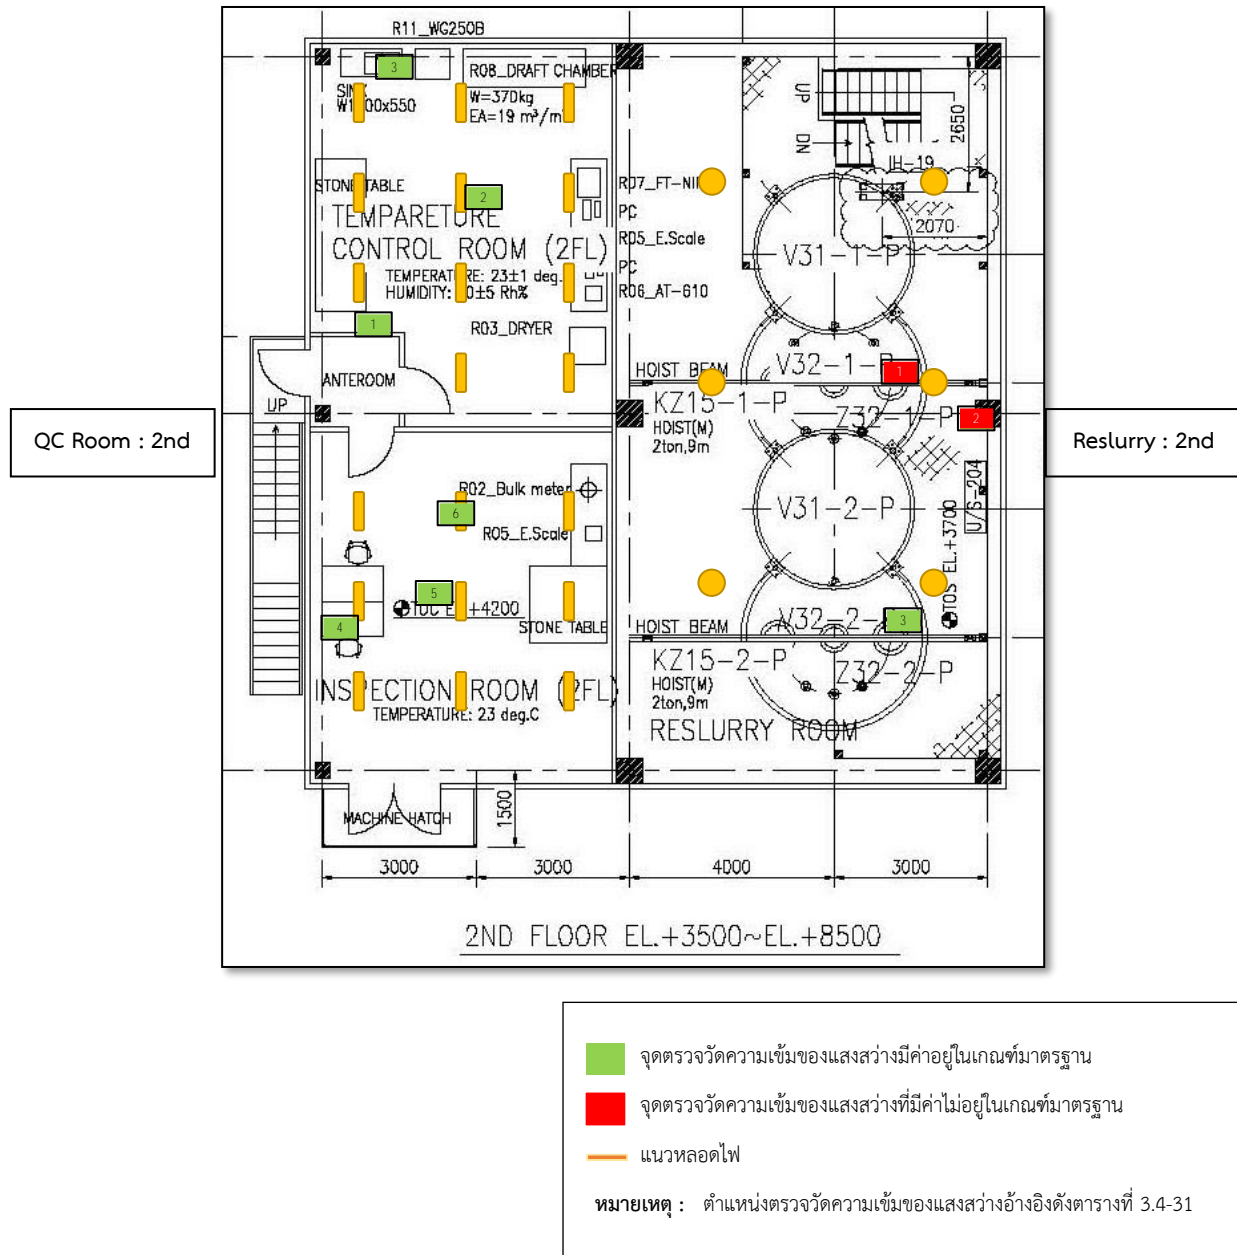 R11_WG250B
3
R08_DRAFT CHAMBER
W=370kg
EA=19 m³/m
UP
DN
2650
IH-19
2070
STONE TABLE
2
R07_FT-NI
PC
R05_E.Scale
PC
R06_AT-610
TEMPARETURE
CONTROL ROOM (2FL)
TEMPERATURE: 23±1 deg.
HUMIDITY: 0±5 Rh%
V31-1-P
1
R03_DRYER
ANTEROOM
UP
HOIST BEAM
V32-1-P
1
KZ15-1-P
HOIST(M)
2ton,9m
Z32-1-P
2
QC Room : 2nd
Reslurry : 2nd
R02_Bulk meter
6
R05_E.Scale
V31-2-P
U/S-204
TOS EL.+3700
5
TOC E .+4200
4
STONE TABLE
HOIST BEAM
V32-2-
3
KZ15-2-P
HOIST(M)
2ton,9m
Z32-2-P
INSPECTION ROOM (2FL)
TEMPERATURE: 23 deg.C
RESLURRY ROOM
MACHINE HATCH
1500
3000
3000
4000
3000
2ND FLOOR EL.+3500~EL.+8500
จุดตรวจวัดความเข้มของแสงสว่างมีค่าอยู่ในเกณฑ์มาตรฐาน
จุดตรวจวัดความเข้มของแสงสว่างที่มีค่าไม่อยู่ในเกณฑ์มาตรฐาน
แนวหลอดไฟ
หมายเหตุ : ตำแหน่งตรวจวัดความเข้มของแสงสว่างอ้างอิงดังตารางที่ 3.4-31